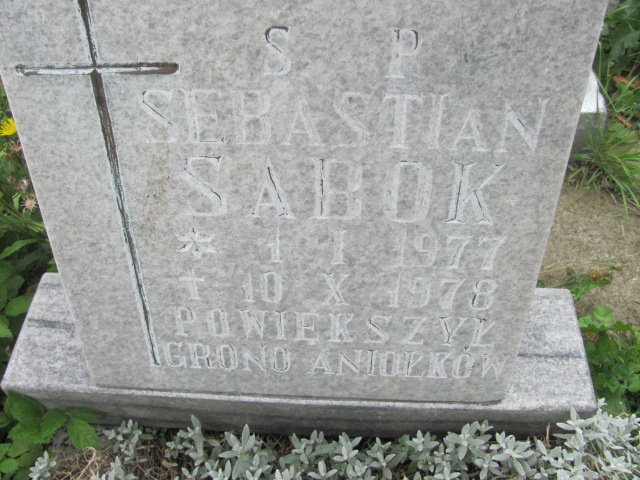 Ś P
SEBASTIAN
SABOK
* 1 I 1977
† 10 X 1978
POWIĘKSZYŁ
GRONO ANIOŁKÓW